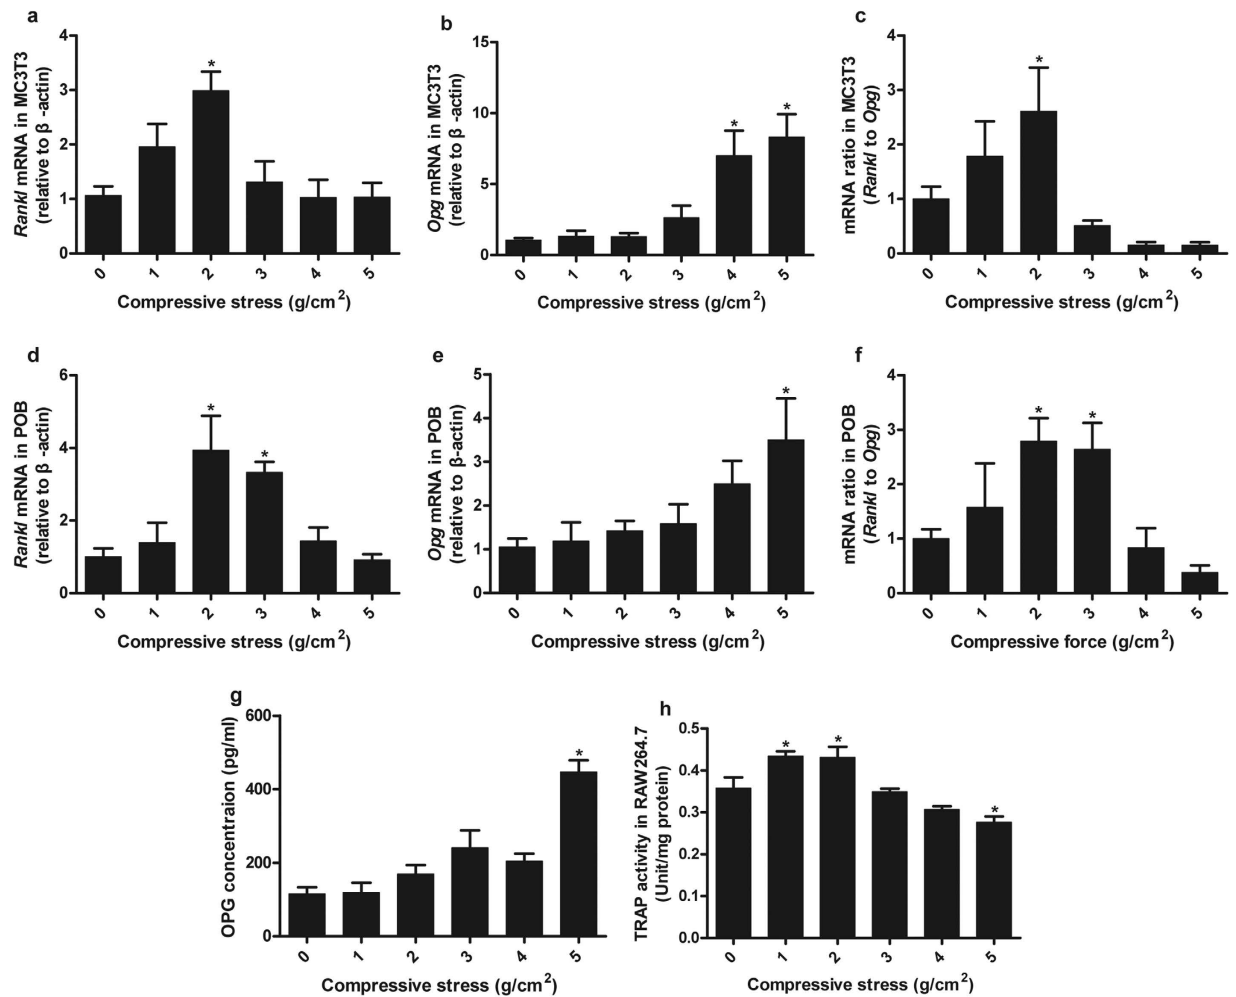 a
Rankl mRNA in MC3T3
(relative to β -actin)
4
3
2
1
0
*
0 1 2 3 4 5
Compressive stress (g/cm²)
b
Opg mRNA in MC3T3
(relative to β -actin)
15
10
5
0
* *
0 1 2 3 4 5
Compressive stress (g/cm²)
c
mRNA ratio in MC3T3
(Rankl to Opg)
4
3
2
1
0
*
0 1 2 3 4 5
Compressive stress (g/cm²)
d
Rankl mRNA in POB
(relative to β -actin)
6
4
2
0
* *
0 1 2 3 4 5
Compressive stress (g/cm²)
e
Opg mRNA in POB
(relative to β-actin)
5
4
3
2
1
0
*
0 1 2 3 4 5
Compressive stress (g/cm²)
f
mRNA ratio in POB
(Rankl to Opg)
4
3
2
1
0
* *
0 1 2 3 4 5
Compressive force (g/cm²)
g
OPG concentraion (pg/ml)
600
400
200
0
*
0 1 2 3 4 5
Compressive stress (g/cm²)
h
TRAP activity in RAW264.7
(Unit/mg protein)
0.5
0.4
0.3
0.2
0.1
0.0
* * *
0 1 2 3 4 5
Compressive stress (g/cm²)